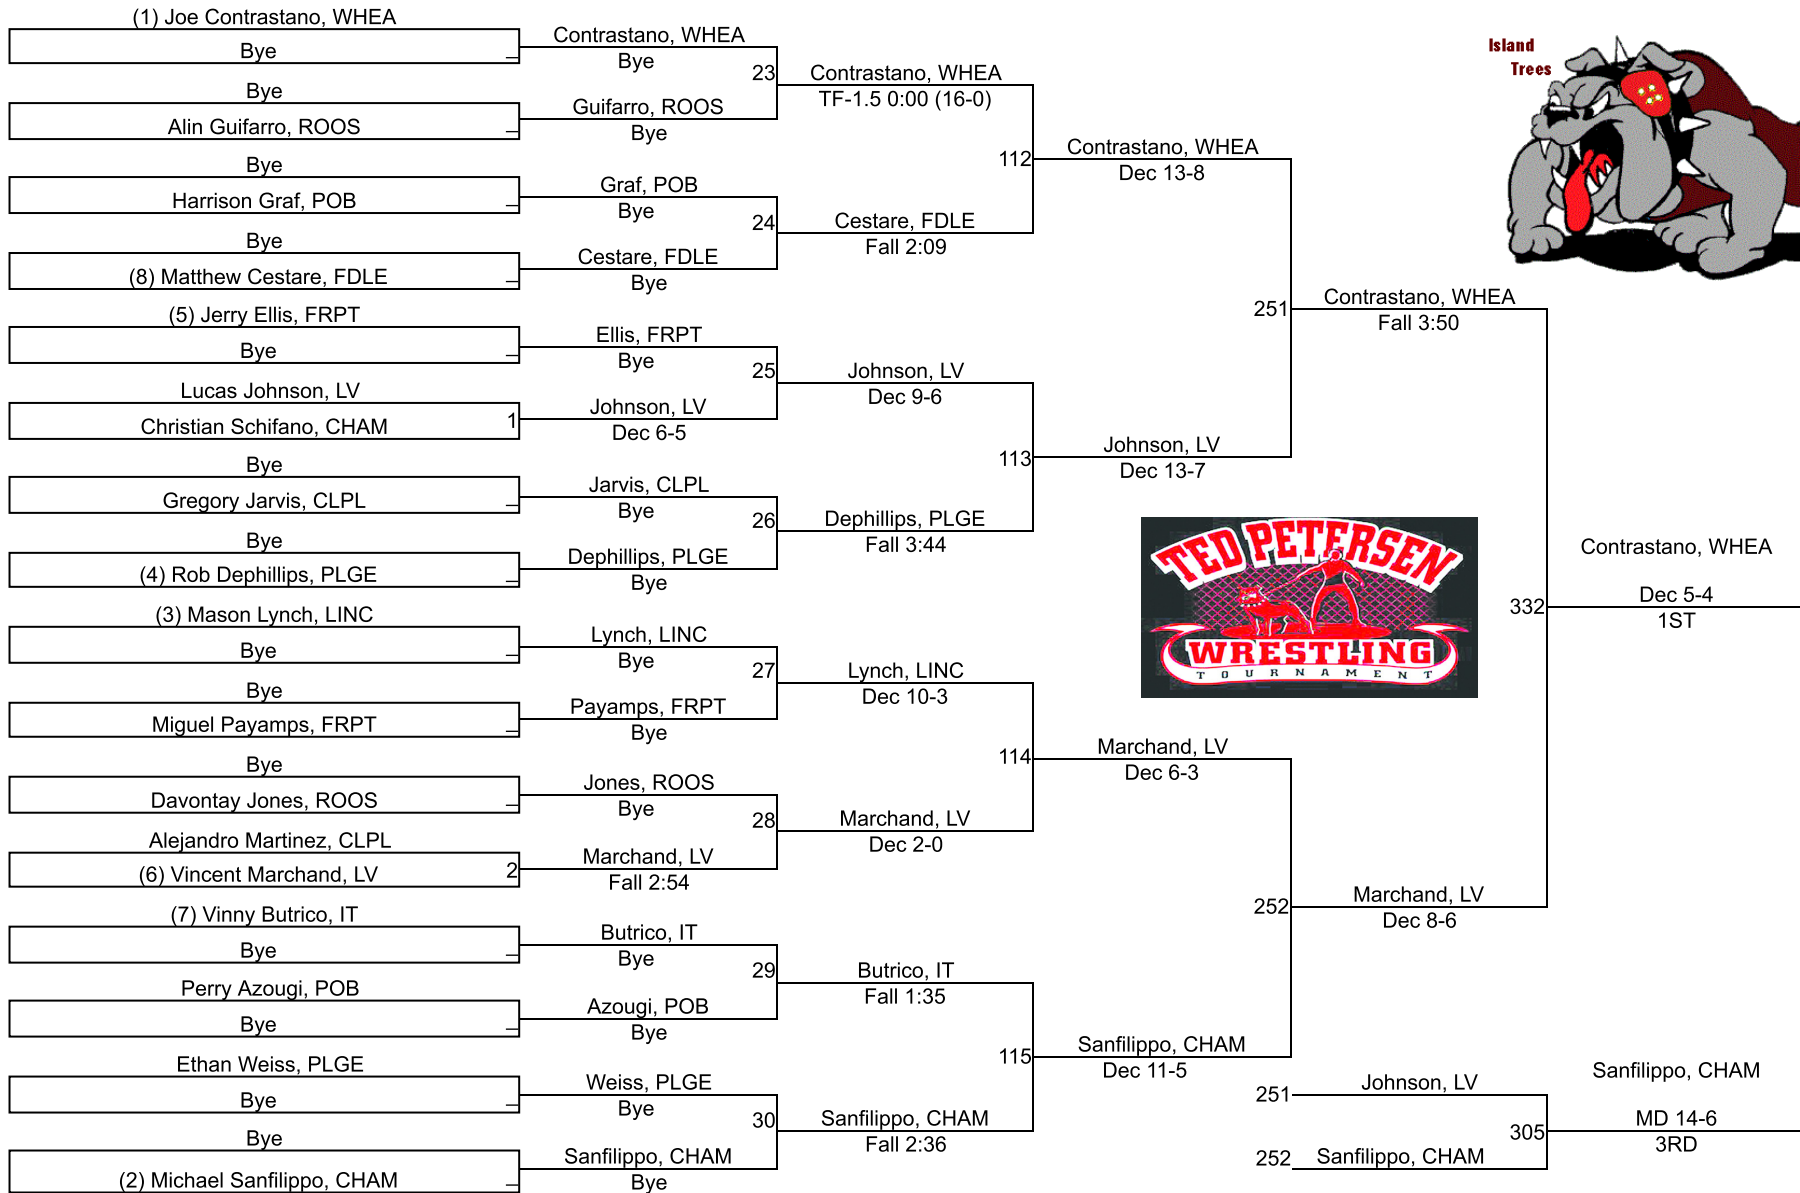 (1) Joe Contrastano, WHEA
Bye
Bye
Alin Guifarro, ROOS
Bye
Harrison Graf, POB
Bye
(8) Matthew Cestare, FDLE
(5) Jerry Ellis, FRPT
Bye
Lucas Johnson, LV
Christian Schifano, CHAM
1
Bye
Gregory Jarvis, CLPL
Bye
(4) Rob Dephillips, PLGE
(3) Mason Lynch, LINC
Bye
Bye
Miguel Payamps, FRPT
Bye
Davontay Jones, ROOS
Alejandro Martinez, CLPL
(6) Vincent Marchand, LV
2
(7) Vinny Butrico, IT
Bye
Perry Azougi, POB
Bye
Ethan Weiss, PLGE
Bye
Bye
(2) Michael Sanfilippo, CHAM
Contrastano, WHEA
Bye
23
Guifarro, ROOS
Bye
Graf, POB
Bye
24
Cestare, FDLE
Bye
Ellis, FRPT
Bye
25
Johnson, LV
Dec 6-5
Jarvis, CLPL
Bye
26
Dephillips, PLGE
Bye
Lynch, LINC
Bye
27
Payamps, FRPT
Bye
Jones, ROOS
Bye
28
Marchand, LV
Fall 2:54
Butrico, IT
Bye
29
Azougi, POB
Bye
Weiss, PLGE
Bye
30
Sanfilippo, CHAM
Bye
Contrastano, WHEA
TF-1.5 0:00 (16-0)
112
Cestare, FDLE
Fall 2:09
Johnson, LV
Dec 9-6
113
Dephillips, PLGE
Fall 3:44
Lynch, LINC
Dec 10-3
114
Marchand, LV
Dec 2-0
Butrico, IT
Fall 1:35
115
Sanfilippo, CHAM
Fall 2:36
Contrastano, WHEA
Dec 13-8
251
Johnson, LV
Dec 13-7
Marchand, LV
Dec 6-3
252
Sanfilippo, CHAM
Dec 11-5
Contrastano, WHEA
Fall 3:50
332
Marchand, LV
Dec 8-6
Contrastano, WHEA
Dec 5-4
1ST
251
Johnson, LV
305
252
Sanfilippo, CHAM
Sanfilippo, CHAM
MD 14-6
3RD
Island
Trees
TED PETERSEN
WRESTLING
TOURNAMENT